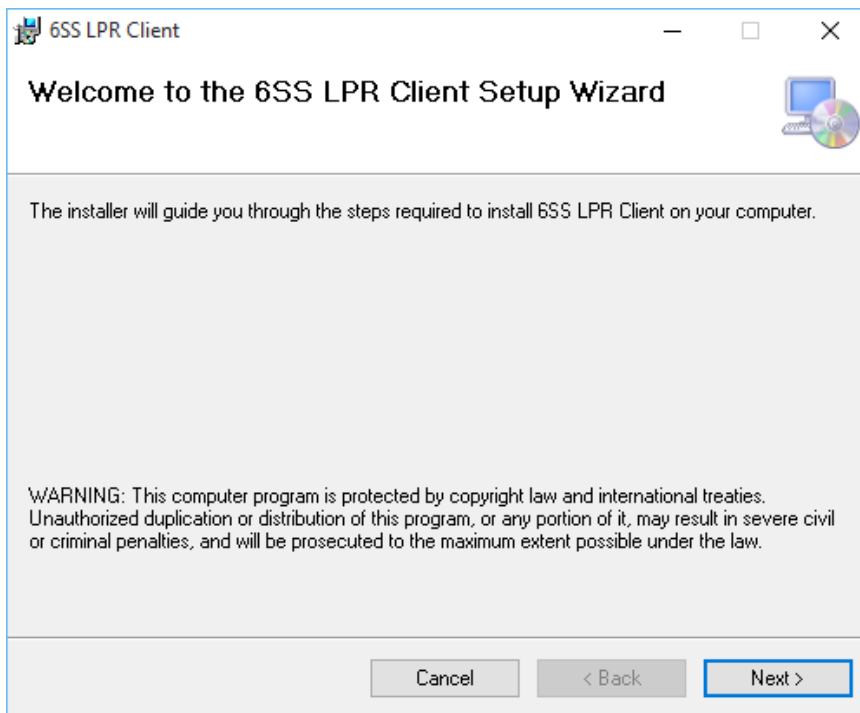 6SS LPR Client
Welcome to the 6SS LPR Client Setup Wizard
The installer will guide you through the steps required to install 6SS LPR Client on your computer.
WARNING: This computer program is protected by copyright law and international treaties.
Unauthorized duplication or distribution of this program, or any portion of it, may result in severe civil
or criminal penalties, and will be prosecuted to the maximum extent possible under the law.
Cancel
< Back
Next >